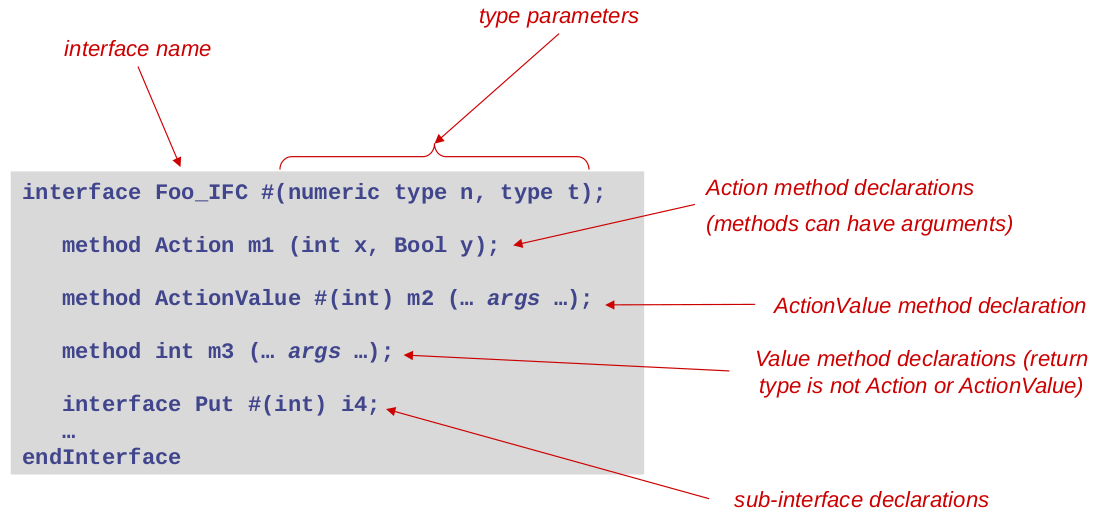 type parameters
interface name
interface Foo_IFC #(numeric type n, type t);
method Action m1 (int x, Bool y);
method ActionValue #(int) m2 (… args …);
method int m3 (… args …);
interface Put #(int) i4;
…
endInterface
Action method declarations
(methods can have arguments)
ActionValue method declaration
Value method declarations (return
type is not Action or ActionValue)
sub-interface declarations